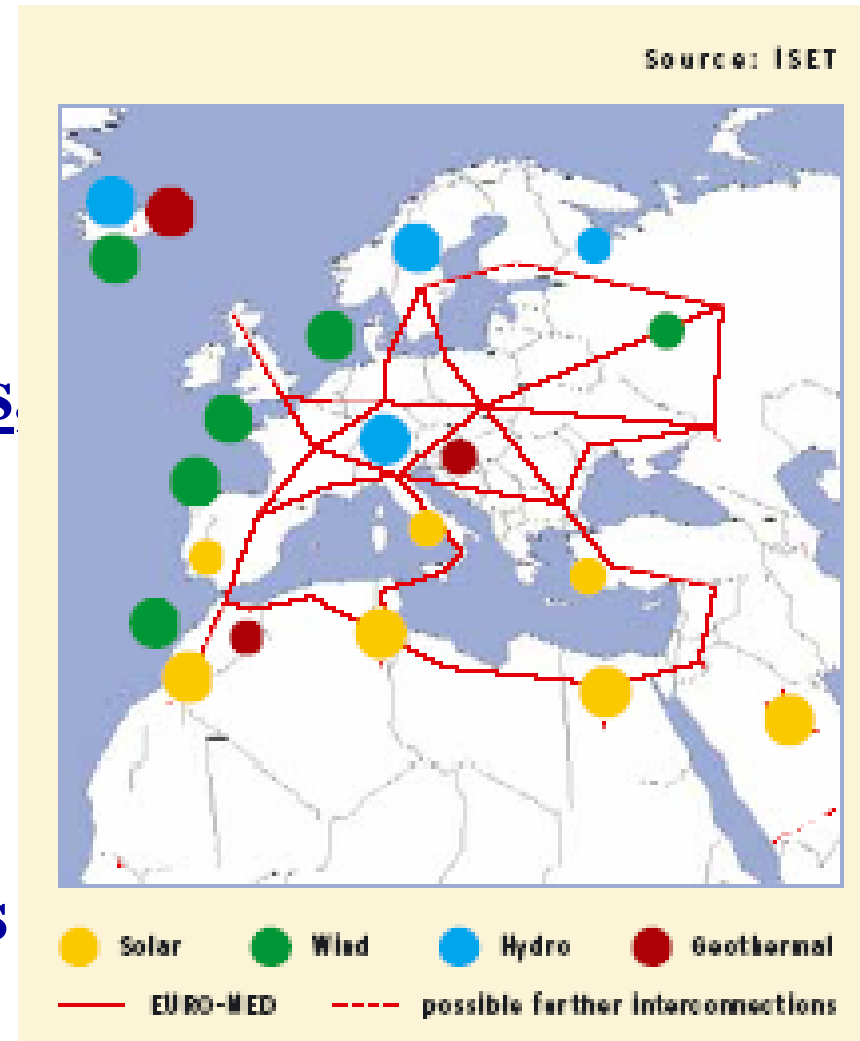 Source: ISET
s,
s
Solar Wind Hydro Geothermal
EURO-MED possible further interconnections